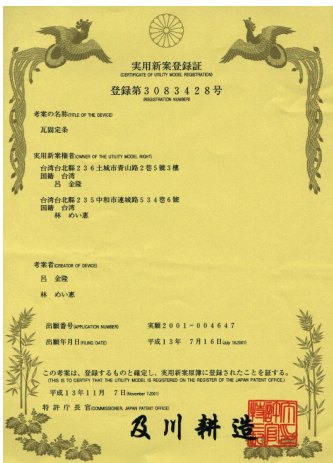 実用新案登録証
(CERTIFICATE OF UTILITY MODEL REGISTRATION)
登録第3083428号
(REGISTRATION NUMBER)
考案の名称(TITLE OF THE DEVICE)
瓦固定条
実用新案権者(OWNER OF THE UTILITY MODEL RIGHT)
台湾台北縣236土城市青山路2巷5號3樓
国籍 台湾
呂 金隆
台湾台北縣235中和市連城路534巷6號
国籍 台湾
林 めい惠
考案者(CREATOR OF DEVICE)
呂 金隆
林 めい惠
出願番号(APPLICATION NUMBER) 実願2001-004647
出願年月日(FILING DATE) 平成13年 7月16日(July 16,2001)
この考案は、登録するものと確定し、実用新案原簿に登録されたことを証する。
(THIS IS TO CERTIFY THAT THE UTILITY MODEL IS REGISTERED ON THE REGISTER OF THE JAPAN PATENT OFFICE.)
平成13年11月 7日(November 7,2001)
特許庁長官(COMMISSIONER, JAPAN PATENT OFFICE)
及川耕造